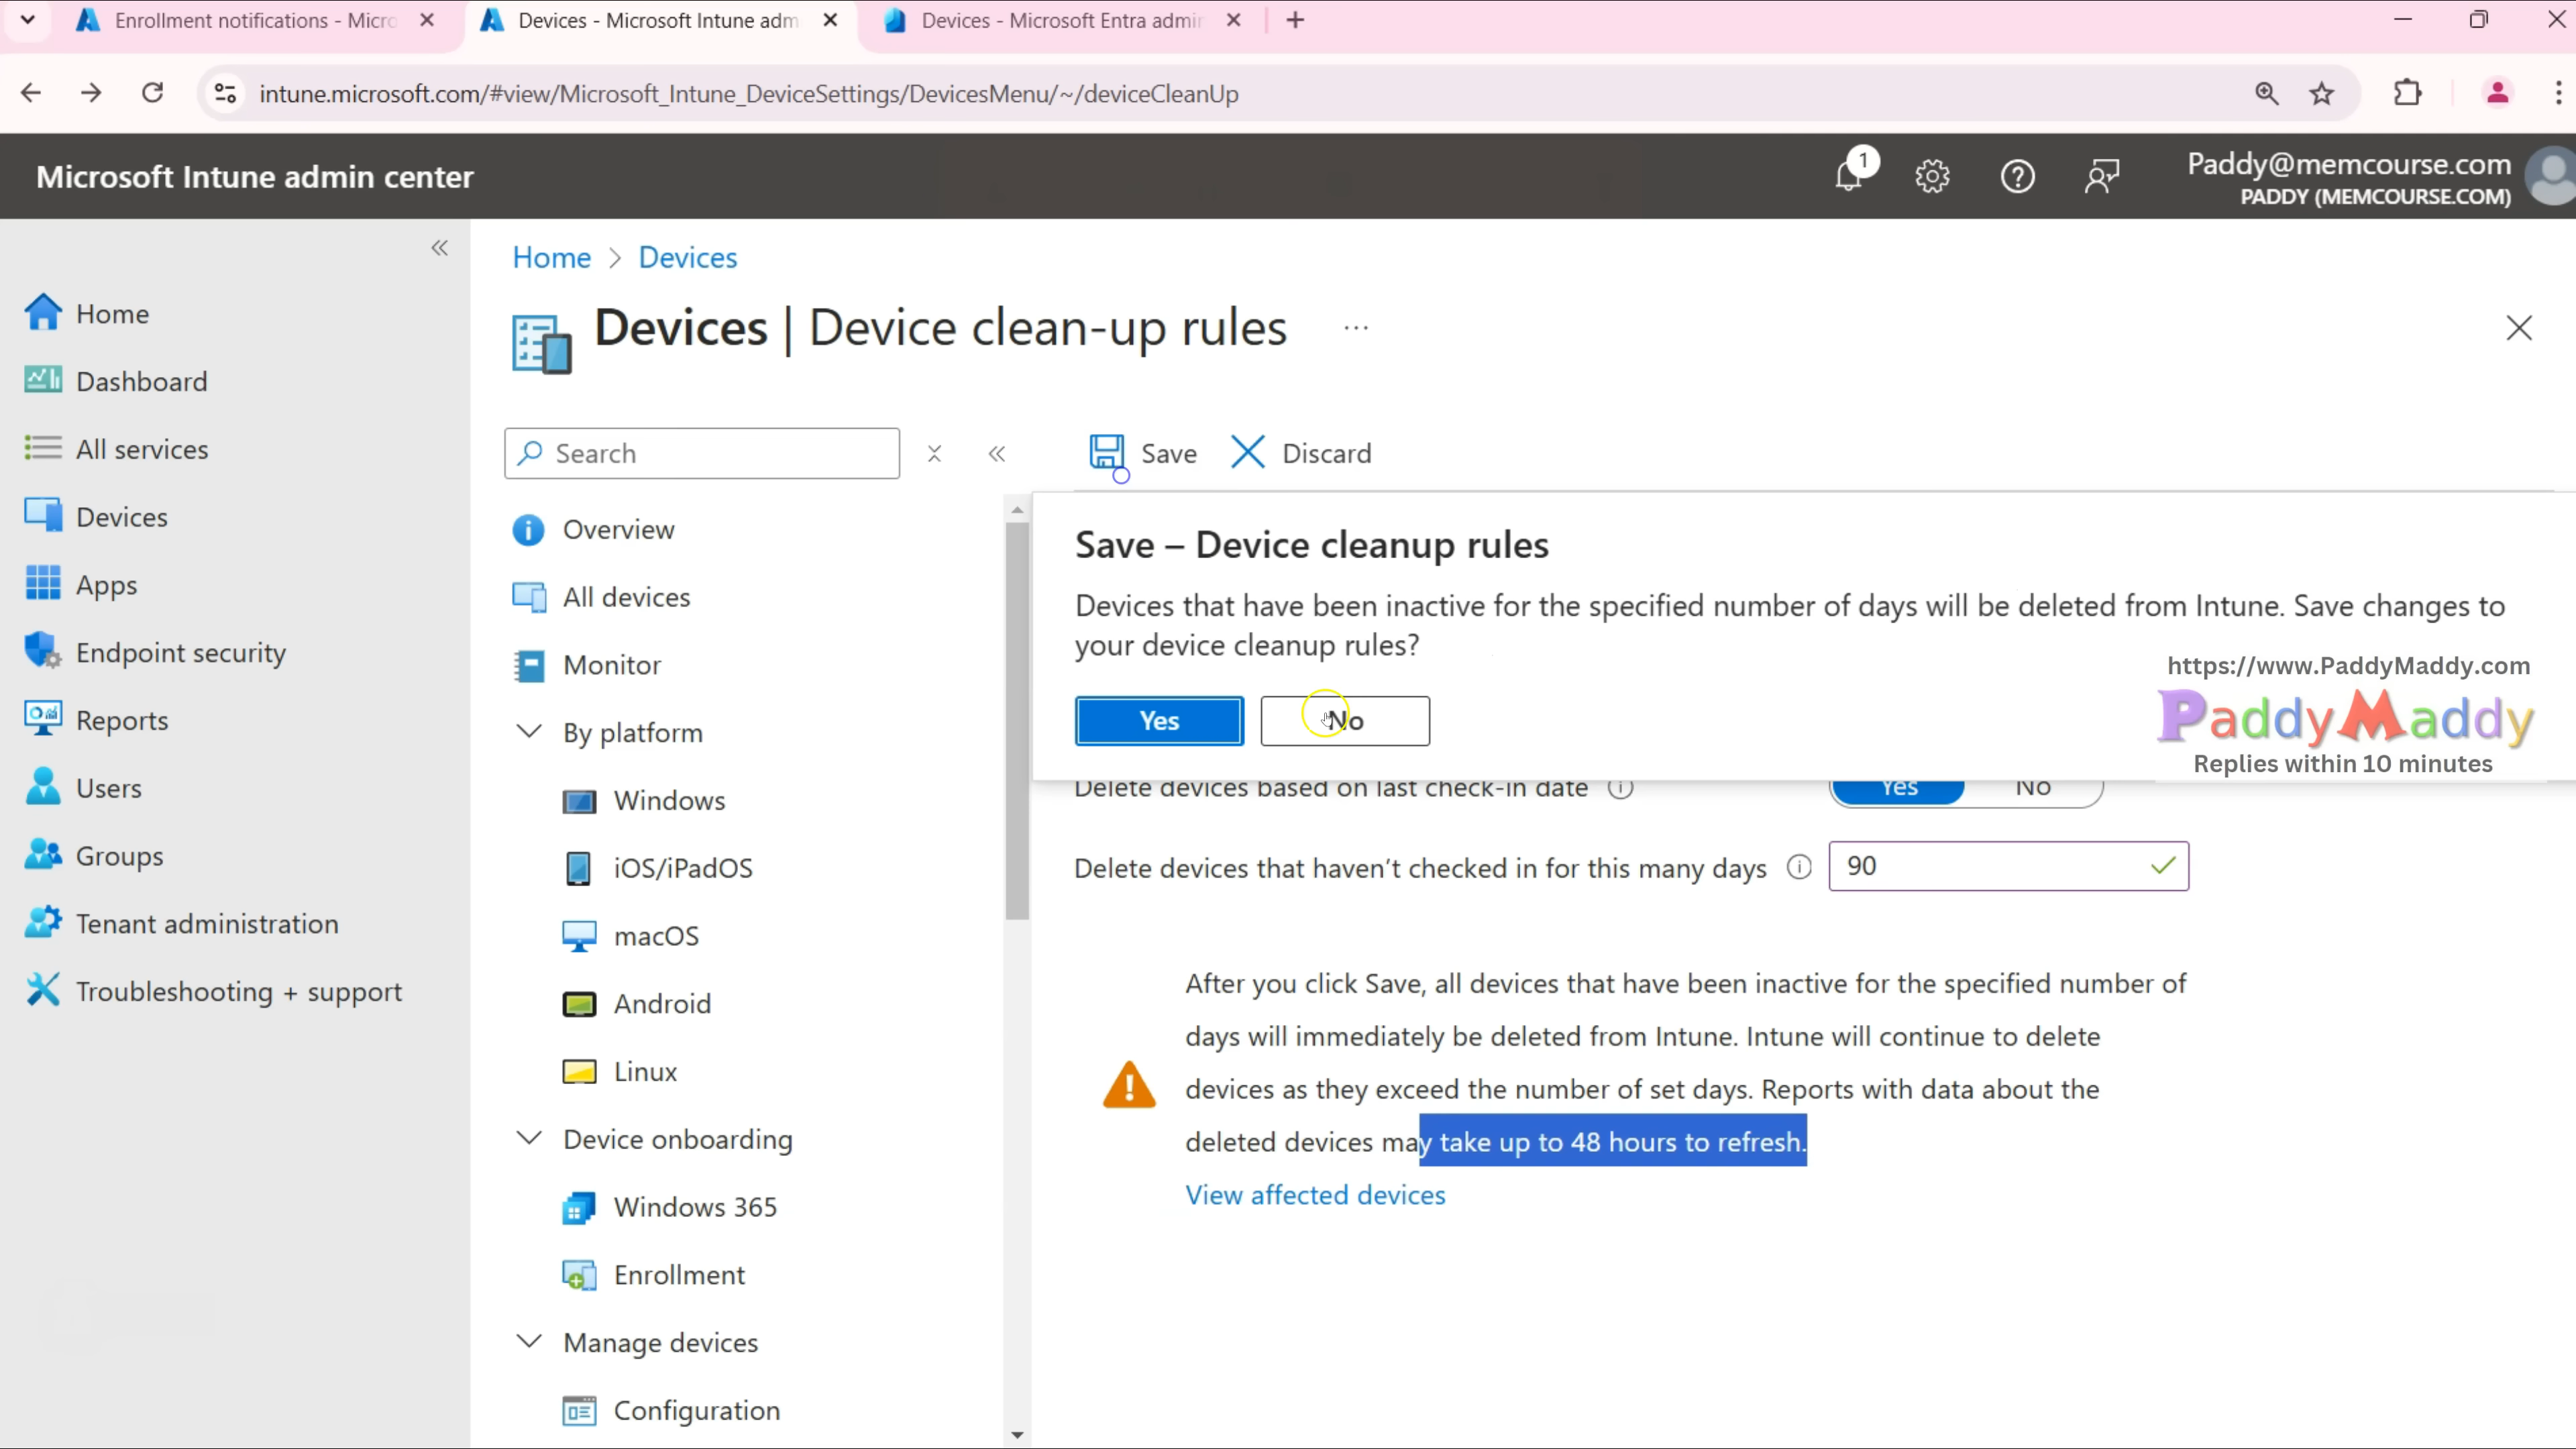 Enrollment notifications - Micro
Devices - Microsoft Intune adm
Devices - Microsoft Entra admin
intune.microsoft.com/#view/Microsoft_Intune_DeviceSettings/DevicesMenu/~/deviceCleanUp
Microsoft Intune admin center
1
Paddy@memcourse.com
PADDY (MEMCOURSE.COM)
Home
Dashboard
All services
Devices
Apps
Endpoint security
Reports
Users
Groups
Tenant administration
Troubleshooting + support
Home > Devices
Devices | Device clean-up rules
Search
Overview
All devices
Monitor
By platform
Windows
iOS/iPadOS
macOS
Android
Linux
Device onboarding
Windows 365
Enrollment
Manage devices
Configuration
Save
Discard
Save – Device cleanup rules
Devices that have been inactive for the specified number of days will be deleted from Intune. Save changes to
your device cleanup rules?
Yes
No
https://www.PaddyMaddy.com
PaddyMaddy
Replies within 10 minutes
Delete devices based on last check-in date
Yes
No
Delete devices that haven't checked in for this many days
90
After you click Save, all devices that have been inactive for the specified number of
days will immediately be deleted from Intune. Intune will continue to delete
devices as they exceed the number of set days. Reports with data about the
deleted devices may take up to 48 hours to refresh.
View affected devices